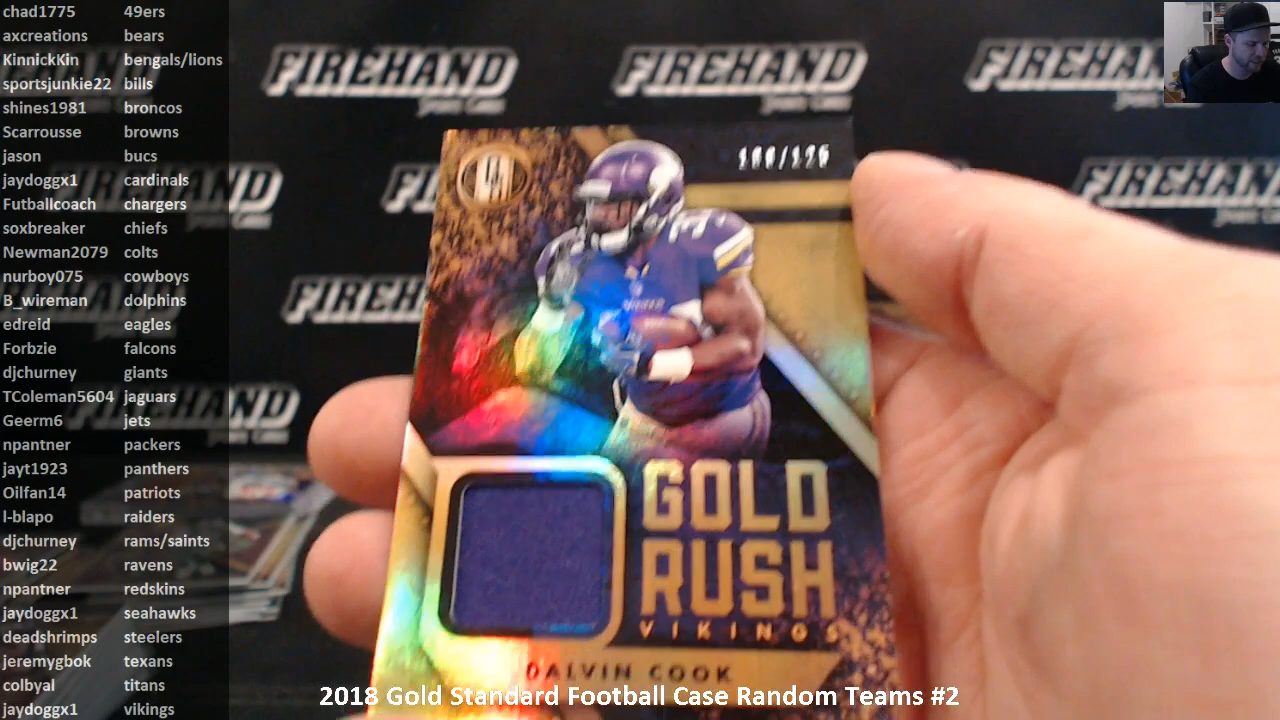 chad1775 49ers
axcreations bears
KinnickKin bengals/lions
sportsjunkie22 bills
shines1981 broncos
Scarrousse browns
jason bucs
jaydoggx1 cardinals
Futballcoach chargers
soxbreaker chiefs
Newman2079 colts
nurboy075 cowboys
B_wireman dolphins
edreid eagles
Forbzie falcons
djchurney giants
TColeman5604 jaguars
Geerm6 jets
npantner packers
jayt1923 panthers
Oilfan14 patriots
l-blapo raiders
djchurney rams/saints
bwig22 ravens
npantner redskins
jaydoggx1 seahawks
deadshrimps steelers
jeremygbok texans
colbyal titans
jaydoggx1 vikings
FIREHAND
FIREHAND
FIREHAND
FIREHAND
GOLD
RUSH
VIKINGS
DALVIN COOK
2018 Gold Standard Football Case Random Teams #2